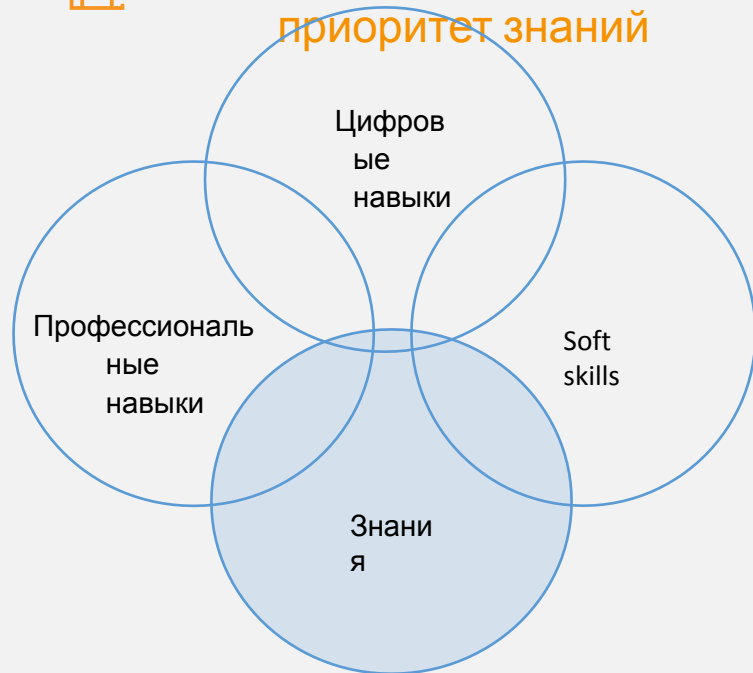 приоритет знаний
Цифров
ые
навыки
Профессиональ
ные
навыки
Soft
skills
Знани
я